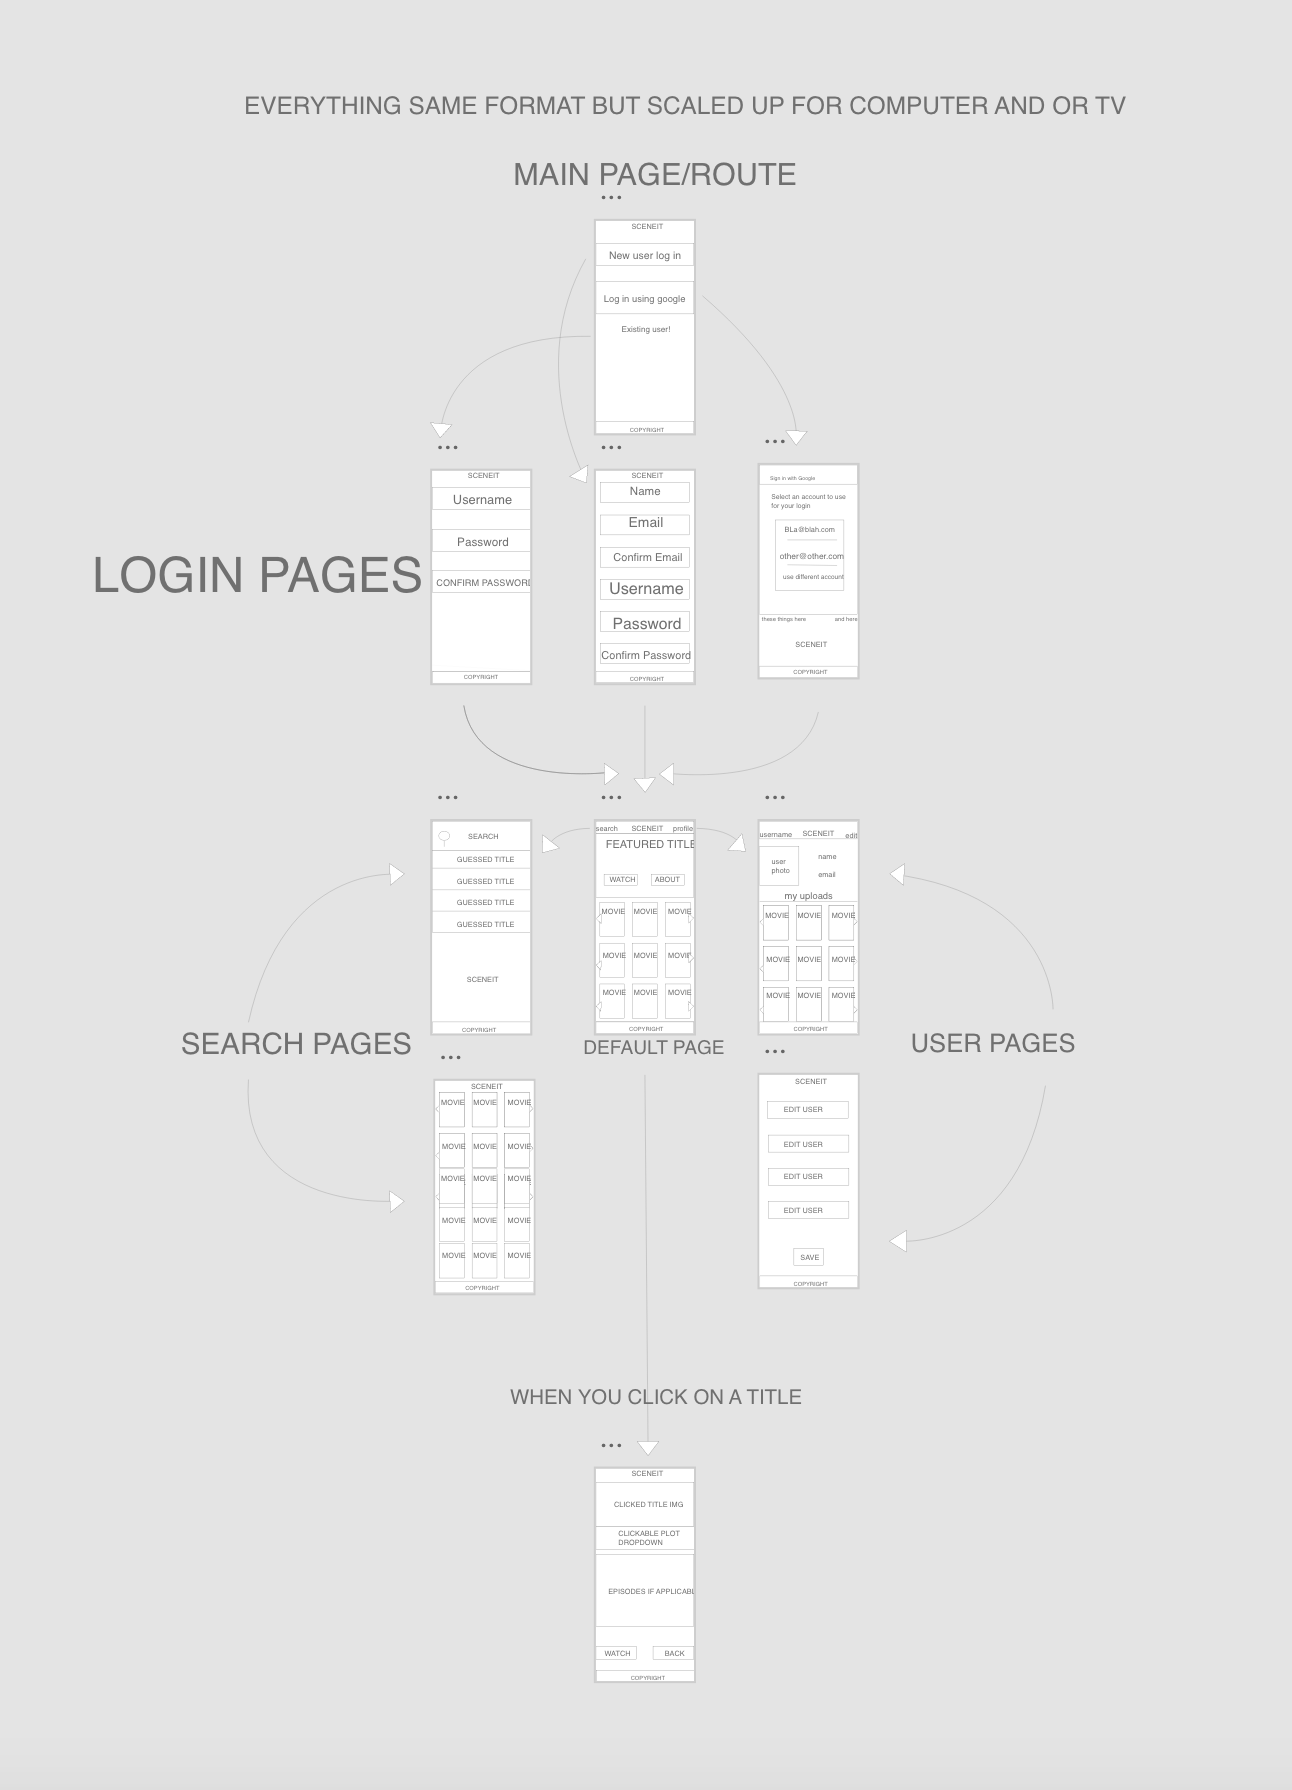 EVERYTHING SAME FORMAT BUT SCALED UP FOR COMPUTER AND OR TV
MAIN PAGE/ROUTE
SCENEIT
New user log in
Log in using google
Existing user!
COPYRIGHT
LOGIN PAGES
SCENEIT
Username
Password
CONFIRM PASSWORD
COPYRIGHT
SCENEIT
Name
Email
Confirm Email
Username
Password
Confirm Password
COPYRIGHT
Sign in with Google
Select an account to use
for your login
BLa@blah.com
other@other.com
use different account
these things here and here
SCENEIT
COPYRIGHT
SEARCH
GUESSED TITLE
GUESSED TITLE
GUESSED TITLE
GUESSED TITLE
SCENEIT
COPYRIGHT
search SCENEIT profile
FEATURED TITLE
WATCH ABOUT
MOVIE MOVIE MOVIE
MOVIE MOVIE MOVIE
MOVIE MOVIE MOVIE
COPYRIGHT
username SCENEIT edit
user
photo
name
email
my uploads
MOVIE MOVIE MOVIE
MOVIE MOVIE MOVIE
MOVIE MOVIE MOVIE
COPYRIGHT
SEARCH PAGES
DEFAULT PAGE
USER PAGES
SCENEIT
MOVIE MOVIE MOVIE
MOVIE MOVIE MOVIE
MOVIE MOVIE MOVIE
MOVIE MOVIE MOVIE
MOVIE MOVIE MOVIE
COPYRIGHT
SCENEIT
EDIT USER
EDIT USER
EDIT USER
EDIT USER
SAVE
COPYRIGHT
WHEN YOU CLICK ON A TITLE
SCENEIT
CLICKED TITLE IMG
CLICKABLE PLOT
DROPDOWN
EPISODES IF APPLICABL
WATCH BACK
COPYRIGHT